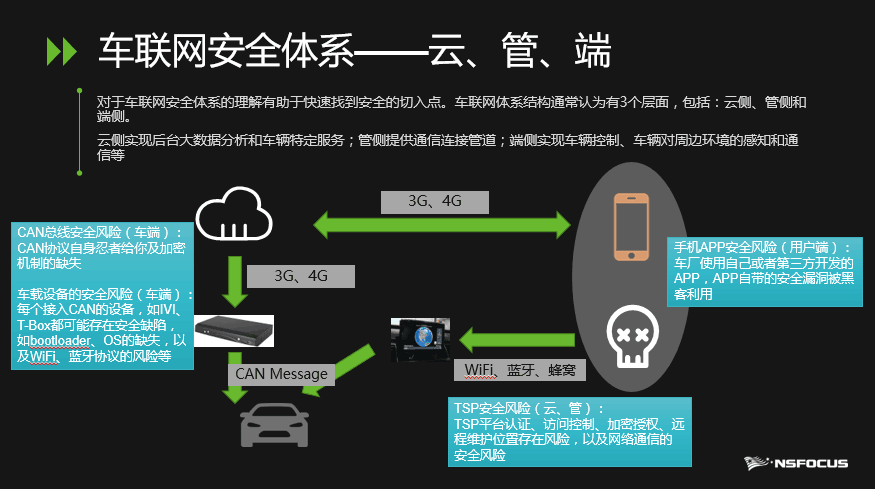 车联网安全体系——云、管、端
对于车联网安全体系的理解有助于快速找到安全的切入点。车联网体系结构通常认为有3个层面，包括：云侧、管侧和
端侧。
云侧实现后台大数据分析和车辆特定服务；管侧提供通信连接管道；端侧实现车辆控制、车辆对周边环境的感知和通
信等
3G、4G
CAN总线安全风险（车端）：
CAN协议自身忍者给你及加密
机制的缺失
车载设备的安全风险（车端）：
每个接入CAN的设备，如IVI、
T-Box都可能存在安全缺陷，
如bootloader、OS的缺失，以
及WiFi、蓝牙协议的风险等
3G、4G
手机APP安全风险（用户端）：
车厂使用自己或者第三方开发的
APP，APP自带的安全漏洞被黑
客利用
CAN Message
WiFi、蓝牙、蜂窝
TSP安全风险（云、管）：
TSP平台认证、访问控制、加密授权、远
程维护位置存在风险，以及网络通信的
安全风险
NSFOCUS